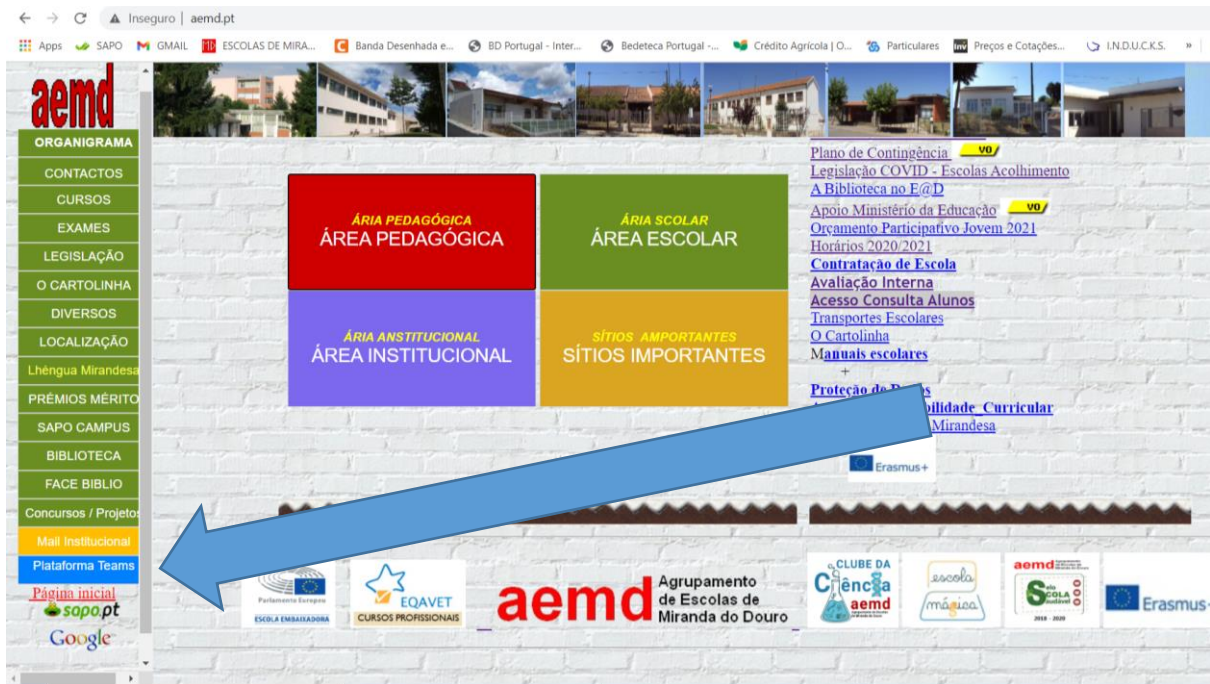 Inseguro | aemd.pt
Apps SAPO GMAIL ESCOLAS DE MIRA... Banda Desenhada e... BD Portugal - Inter... Bedeteca Portugal -... Crédito Agrícola | O... Particulares Preços e Cotações... I.N.D.U.C.K.S. »
aemd
ORGANIGRAMA
CONTACTOS
CURSOS
EXAMES
LEGISLAÇÃO
O CARTOLINHA
DIVERSOS
LOCALIZAÇÃO
Lhéngua Mirandesa
PRÉMIOS MÉRITO
SAPO CAMPUS
BIBLIOTECA
FACE BIBLIO
Concursos / Projetos
Mail Institucional
Plataforma Teams
Página inicial
sapo.pt
Google
ÁRIA PEDAGÓGICA
ÁREA PEDAGÓGICA
ÁRIA SCOLAR
ÁREA ESCOLAR
ÁRIA ANSTITUCIONAL
ÁREA INSTITUCIONAL
SÍTIOS AMPORTANTES
SÍTIOS IMPORTANTES
Plano de Contingência VO
Legislação COVID - Escolas Acolhimento
A Biblioteca no E@D
Apoio Ministério da Educação VO
Orçamento Participativo Jovem 2021
Horários 2020/2021
Contratação de Escola
Avaliação Interna
Acesso Consulta Alunos
Transportes Escolares
O Cartolinha
Manuais escolares
+
Proteção de Dados
Curricular
Mirandesa
Erasmus+
Parlamento Europeu
ESCOLA EMBAIXADORA
EQAVET
CURSOS PROFISSIONAIS
aemd
Agrupamento
de Escolas de
Miranda do Douro
CLUBE DA
Ciência
aemd
escola
mágica
aemd
Selo
ESCOLA
Saudável
2018 - 2020
Erasmus+